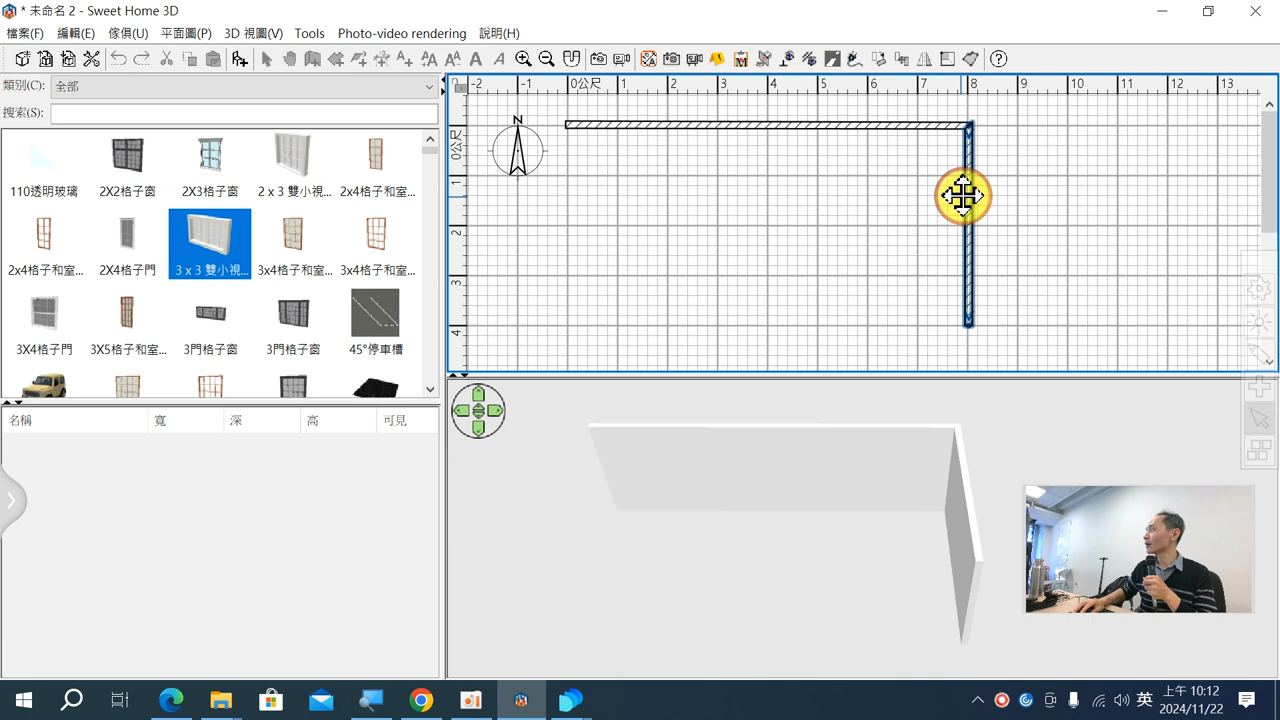 * 未命名 2 - Sweet Home 3D
檔案(F) 編輯(E) 傢俱(U) 平面圖(P) 3D 視圖(V) Tools Photo-video rendering 說明(H)
類別(C): 全部
搜索(S):
110透明玻璃 2X2格子窗 2X3格子窗 2 x 3 雙小視... 2x4格子和室...
2x4格子和室... 2X4格子門 3 x 3 雙小視... 3x4格子和室... 3x4格子和室...
3X4格子門 3X5格子和室... 3門格子窗 3門格子窗 45°停車槽
名稱 寬 深 高 可見
-2 -1 0公尺 1 2 3 4 5 6 7 8 9 10 11 12 13
0公尺
1
2
3
4
N
英
上午 10:12
2024/11/22